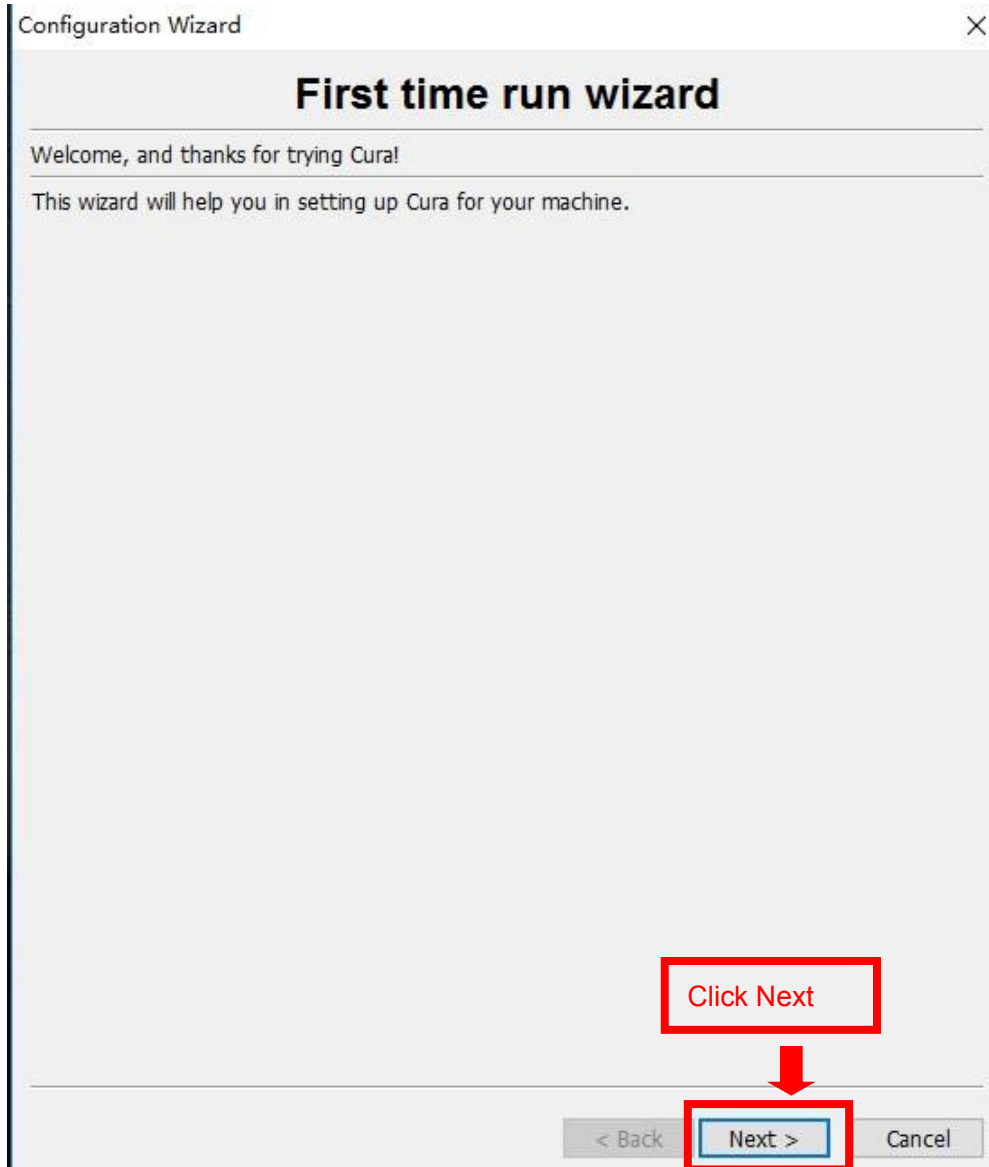 Configuration Wizard
First time run wizard
Welcome, and thanks for trying Cura!
This wizard will help you in setting up Cura for your machine.
Click Next
< Back Next > Cancel